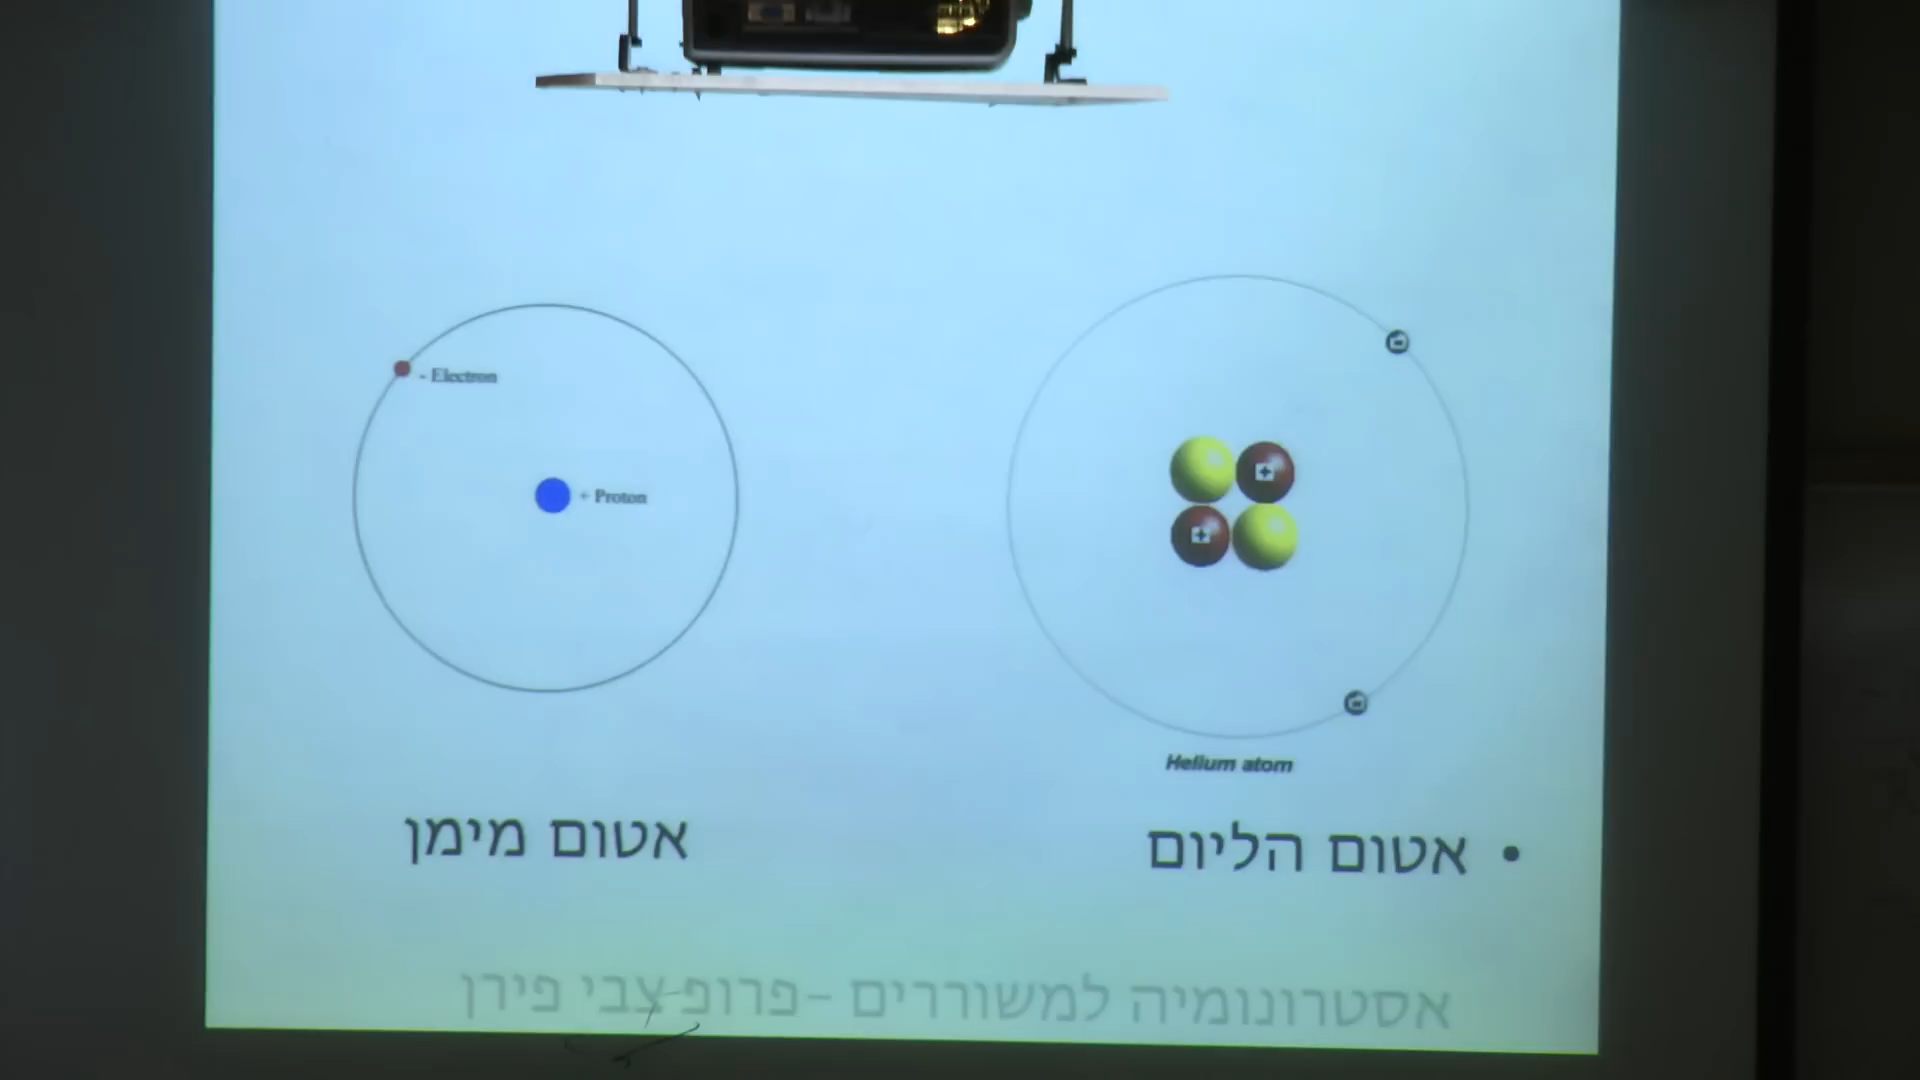 - Electron
+ Proton
Helium atom
• אטום הליום
אטום מימן
אסטרונומיה למשוררים - פרופ צבי פירן